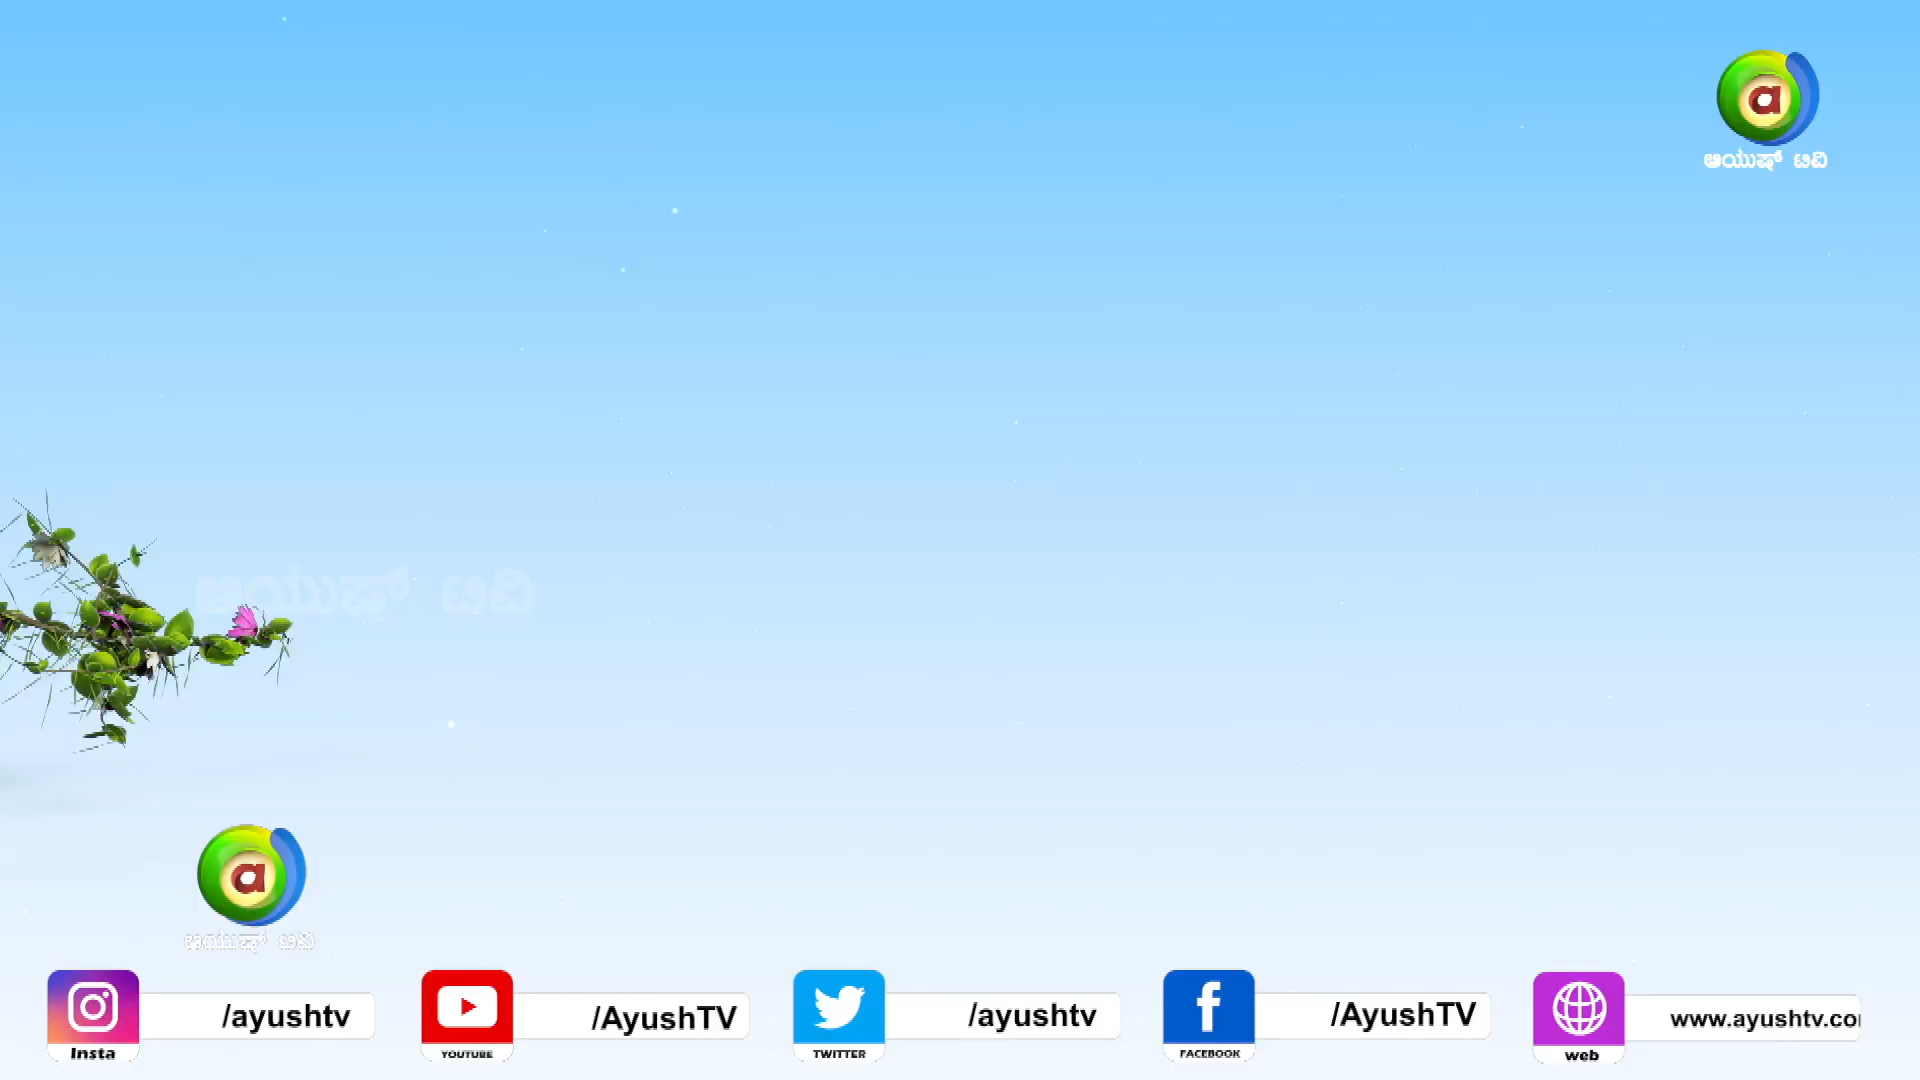 a
ಆಯುಷ್ ಟಿವಿ
ಆಯುಷ್ ಟಿವಿ
a
ಆಯುಷ್ ಟಿವಿ
/ayushtv
/AyushTV
/ayushtv
/AyushTV
www.ayushtv.co
Insta
YOUTUBE
TWITTER
FACEBOOK
web